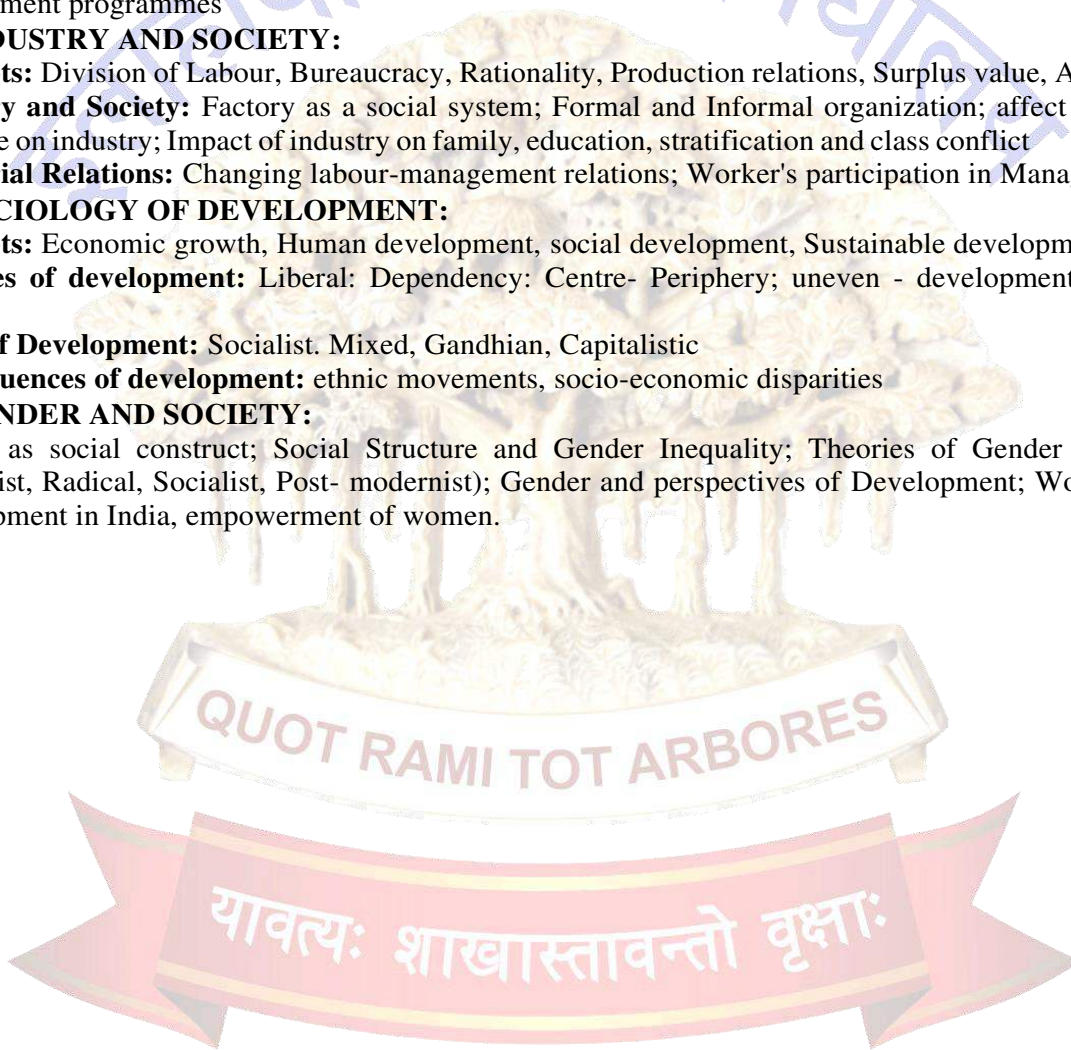 ment programmes
DUSTRY AND SOCIETY:
ts: Division of Labour, Bureaucracy, Rationality, Production relations, Surplus value, A
y and Society: Factory as a social system; Formal and Informal organization; affect
e on industry; Impact of industry on family, education, stratification and class conflict
ial Relations: Changing labour-management relations; Worker's participation in Mana
CIOLOGY OF DEVELOPMENT:
ts: Economic growth, Human development, social development, Sustainable developm
es of development: Liberal: Dependency: Centre- Periphery; uneven - development
f Development: Socialist. Mixed, Gandhian, Capitalistic
uences of development: ethnic movements, socio-economic disparities
NDER AND SOCIETY:
as social construct; Social Structure and Gender Inequality; Theories of Gender
ist, Radical, Socialist, Post- modernist); Gender and perspectives of Development; Wo
pment in India, empowerment of women.
QUOT RAMI TOT ARBORES
यावत्यः शाखास्तावन्तो वृक्षाः